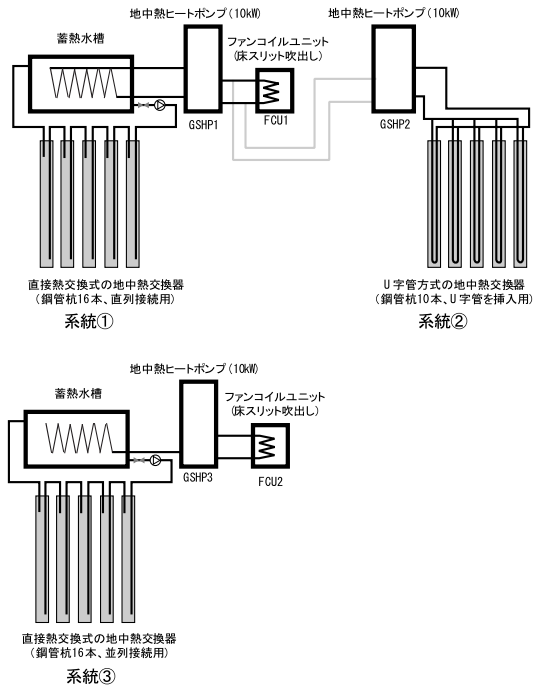 地中熱ヒートポンプ(10kW)
地中熱ヒートポンプ(10kW)
蓄熱水槽
ファンコイルユニット
(床スリット吹出し)
GSHP1
FCU1
GSHP2
直接熱交換式の地中熱交換器
(鋼管杭16本、直列接続用)
系統①
U字管方式の地中熱交換器
(鋼管杭10本、U字管を挿入用)
系統②
地中熱ヒートポンプ(10kW)
蓄熱水槽
ファンコイルユニット
(床スリット吹出し)
GSHP3
FCU2
直接熱交換式の地中熱交換器
(鋼管杭16本、並列接続用)
系統③